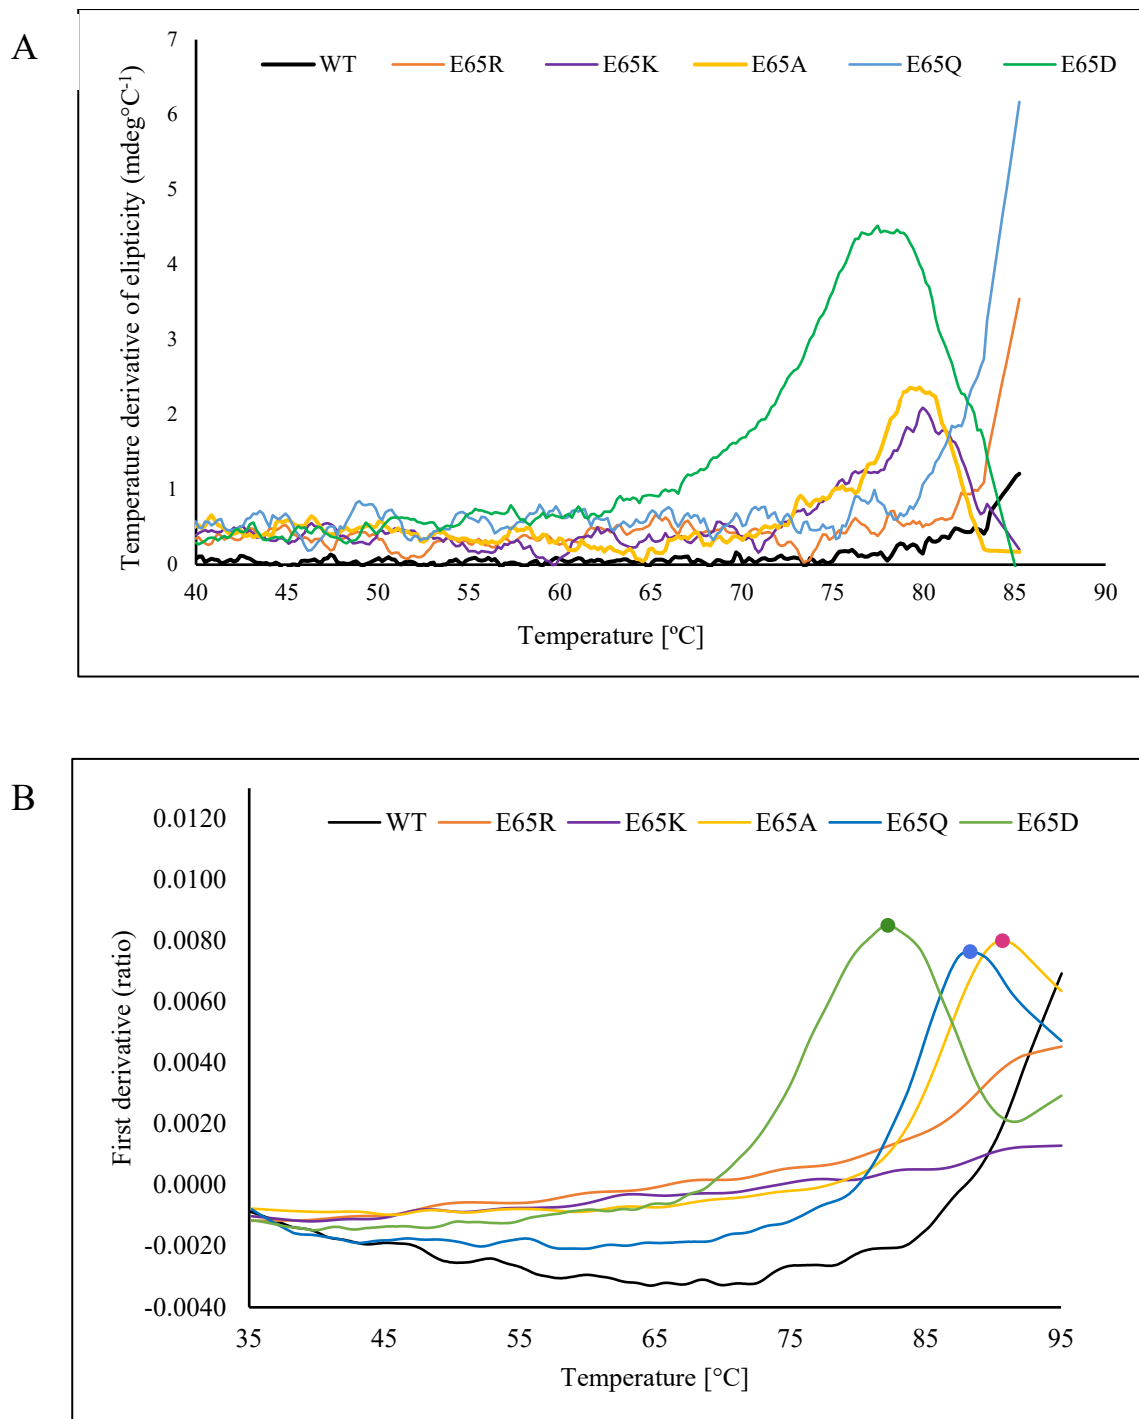 A
Temperature derivative of elipticity (mdeg°C-1)
7
6
5
4
3
2
1
0
WT E65R E65K E65A E65Q E65D
40 45 50 55 60 65 70 75 80 85 90
Temperature [ºC]
B
First derivative (ratio)
0.0120
0.0100
0.0080
0.0060
0.0040
0.0020
0.0000
-0.0020
-0.0040
WT E65R E65K E65A E65Q E65D
35 45 55 65 75 85 95
Temperature [°C]